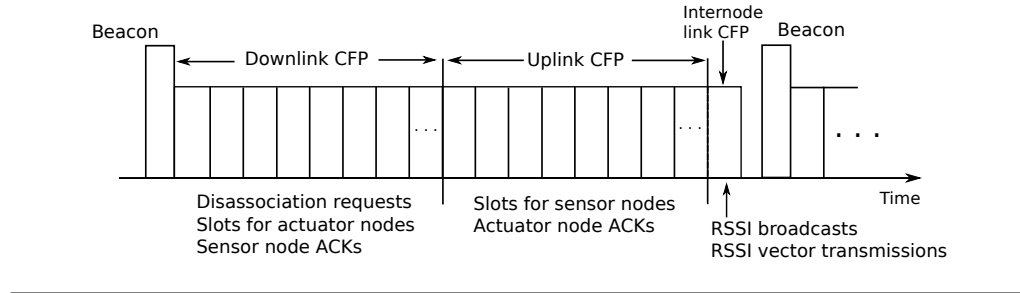 Beacon
Downlink CFP
Uplink CFP
Internode
link CFP
Beacon
. . .
. . .
. . .
Time
Disassociation requests
Slots for actuator nodes
Sensor node ACKs
Slots for sensor nodes
Actuator node ACKs
RSSI broadcasts
RSSI vector transmissions